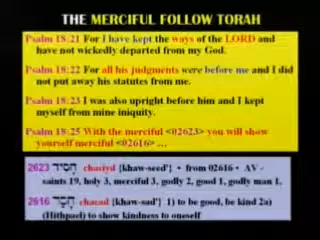 THE MERCIFUL FOLLOW TORAH
Psalm 18:21 For I have kept the ways of the LORD and
have not wickedly departed from my God.
Psalm 18:22 For all his judgments were before me and I did
not put away his statutes from me.
Psalm 18:23 I was also upright before him and I kept
myself from mine iniquity.
Psalm 18:25 With the merciful <02623> you will show
yourself merciful <02616> ...
2623 חסיד chasiyd {khaw-seed'} • from 02616 • AV -
saints 19, holy 3, merciful 3, godly 2, good 1, godly man 1,
2616 חסד chacad {khaw-sad'} 1) to be good, be kind 2a)
(Hithpael) to show kindness to oneself